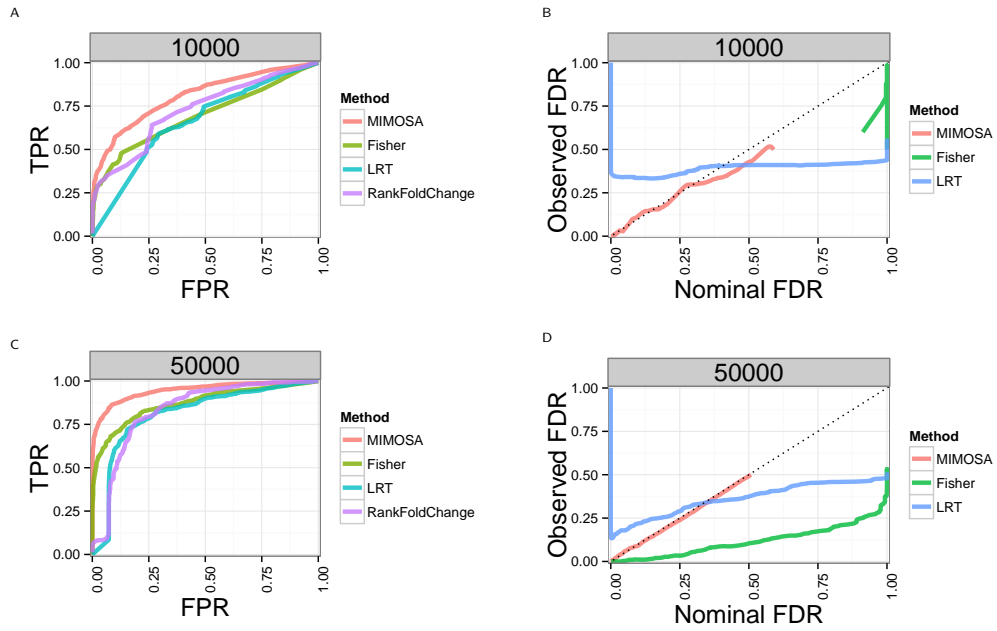 A
10000
1.00
0.75
0.50
0.25
0.00
TPR
0.00
0.25
0.50
0.75
1.00
FPR
Method
MIMOSA
Fisher
LRT
RankFoldChange
B
10000
1.00
0.75
0.50
0.25
0.00
Observed FDR
0.00
0.25
0.50
0.75
1.00
Nominal FDR
Method
MIMOSA
Fisher
LRT
C
50000
1.00
0.75
0.50
0.25
0.00
TPR
0.00
0.25
0.50
0.75
1.00
FPR
Method
MIMOSA
Fisher
LRT
RankFoldChange
D
50000
1.00
0.75
0.50
0.25
0.00
Observed FDR
0.00
0.25
0.50
0.75
1.00
Nominal FDR
Method
MIMOSA
Fisher
LRT